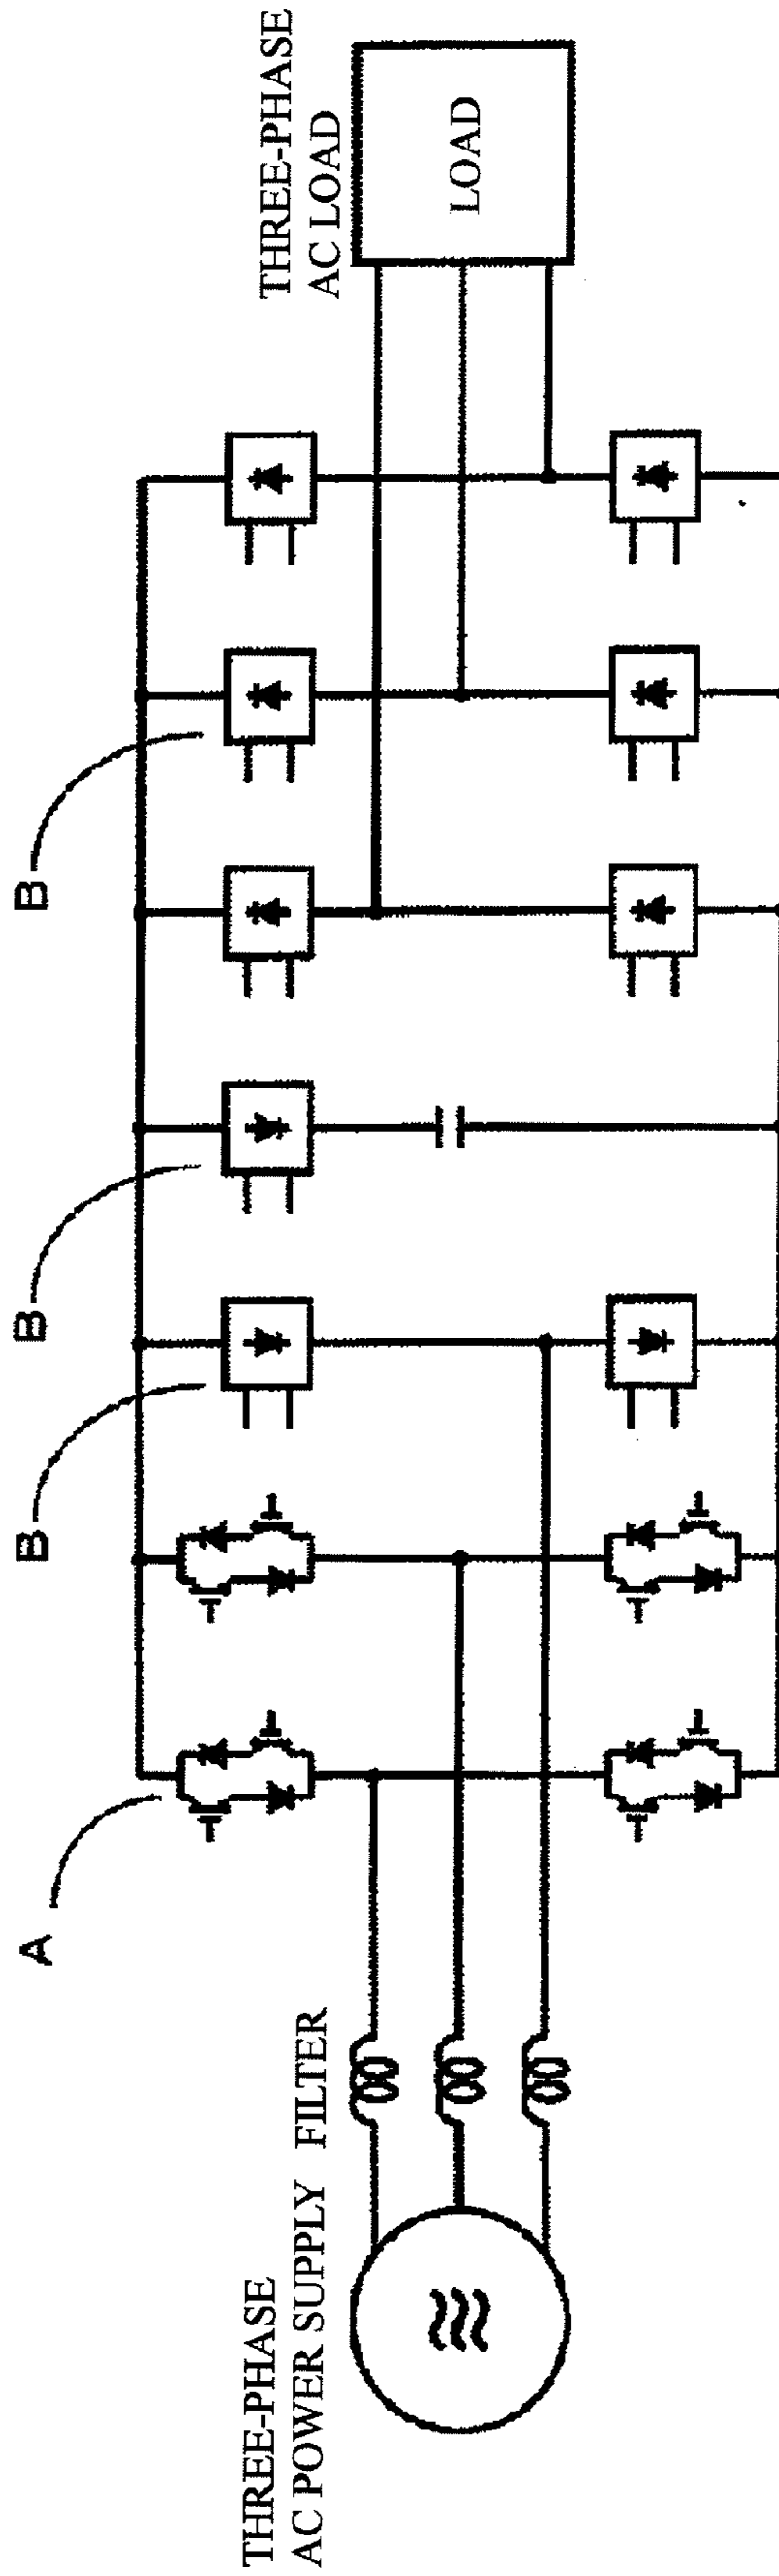 THREE-PHASE
AC POWER SUPPLY
FILTER
A
B
B
B
THREE-PHASE
AC LOAD
LOAD